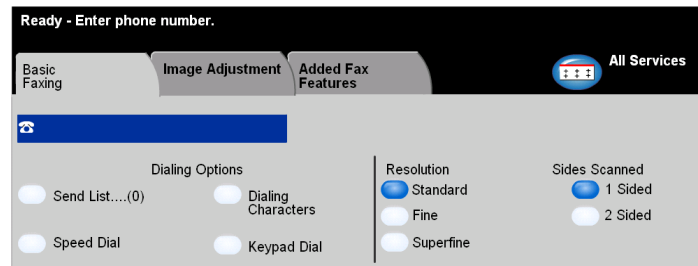 Ready - Enter phone number.
All Services
Basic
Faxing
Image Adjustment
Added Fax
Features
Dialing Options
Send List....(0)
Dialing
Characters
Speed Dial
Keypad Dial
Resolution
Standard
Fine
Superfine
Sides Scanned
1 Sided
2 Sided